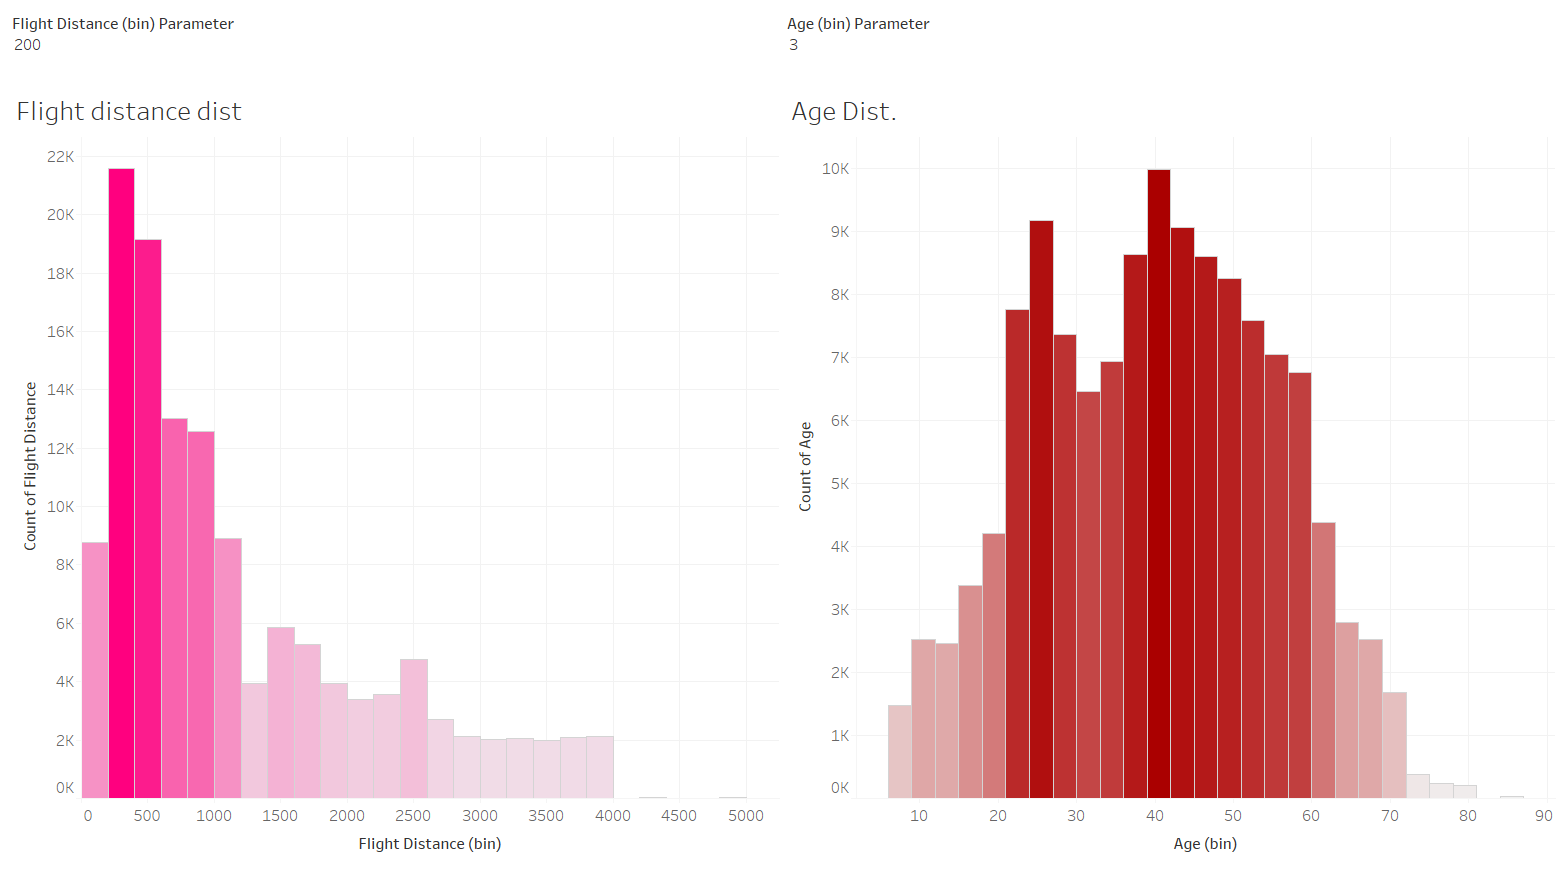 Flight Distance (bin) Parameter
200
Flight distance dist
22K
20K
18K
16K
14K
12K
10K
8K
6K
4K
2K
0K
Count of Flight Distance
0 500 1000 1500 2000 2500 3000 3500 4000 4500 5000
Flight Distance (bin)
Age (bin) Parameter
3
Age Dist.
10K
9K
8K
7K
6K
5K
4K
3K
2K
1K
0K
Count of Age
10 20 30 40 50 60 70 80 90
Age (bin)